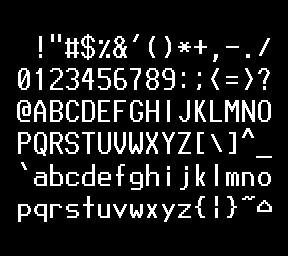 !"#$%&'()*+,-./
0123456789:;<=>?
@ABCDEFGHIJKLMNO
PQRSTUVWXYZ[\]^_
`abcdefghijklmno
pqrstuvwxyz{¦}~⌂